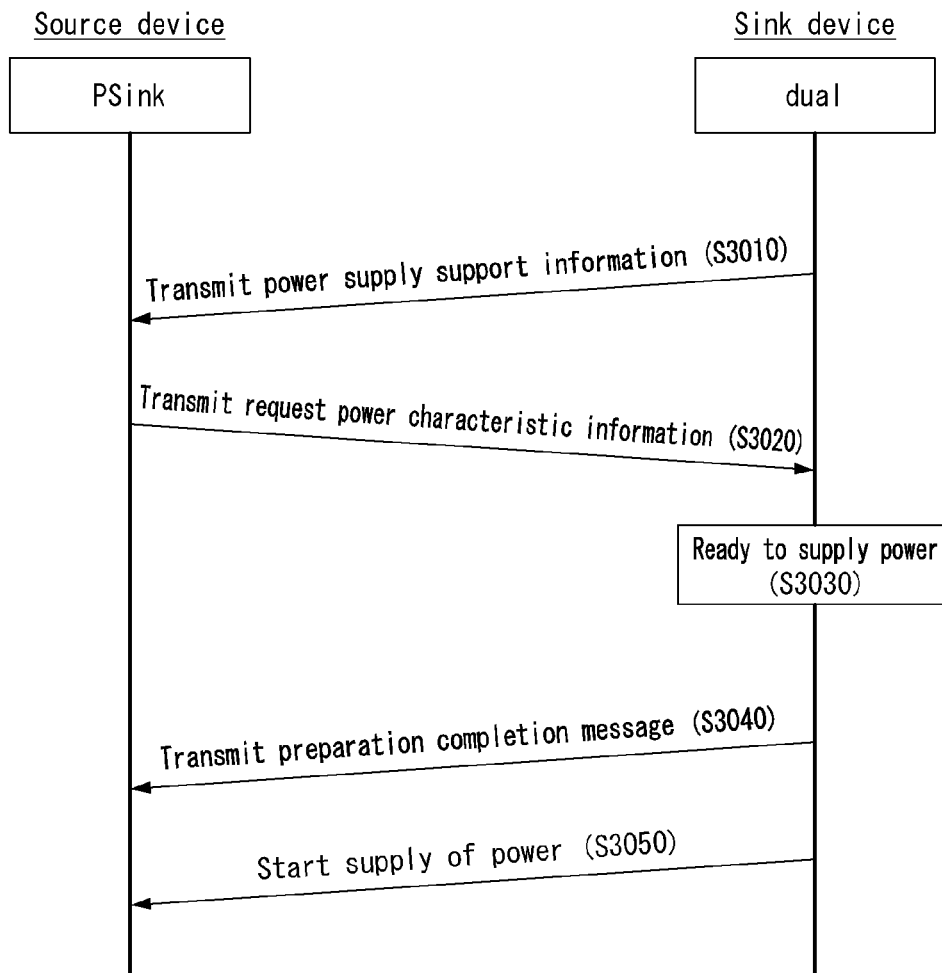 Source device
Sink device
PSink
dual
Transmit power supply support information (S3010)
Transmit request power characteristic information (S3020)
Ready to supply power
(S3030)
Transmit preparation completion message (S3040)
Start supply of power (S3050)